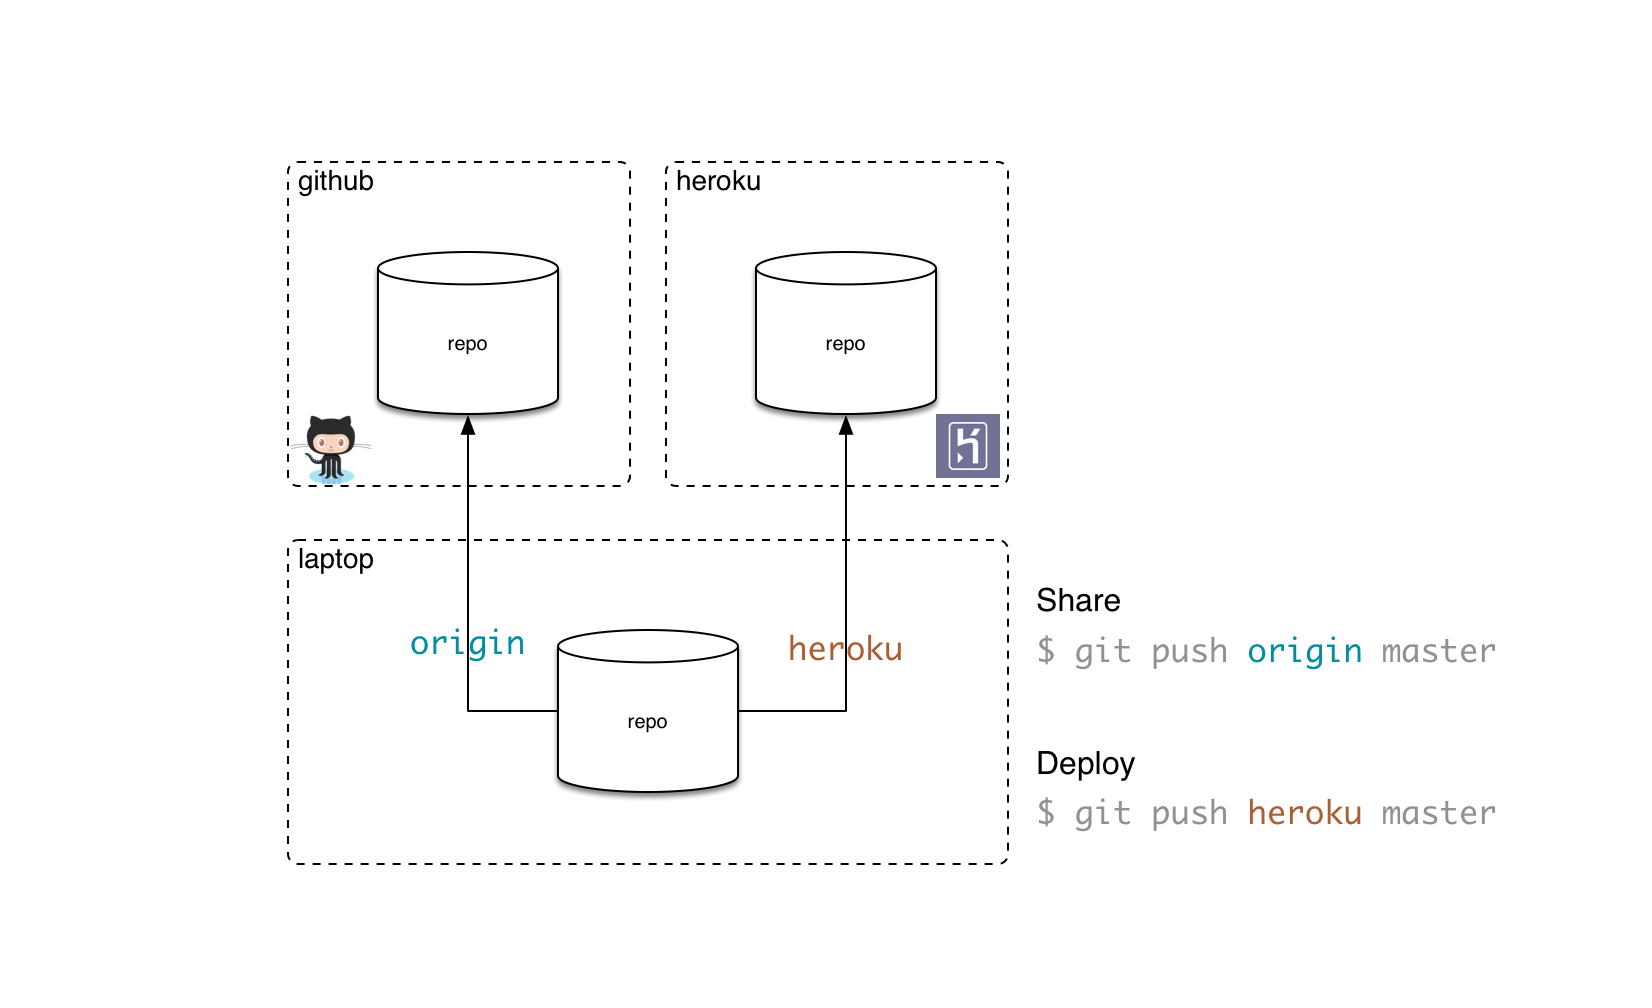 github
heroku
repo
repo
laptop
origin
heroku
repo
Share
$ git push origin master
Deploy
$ git push heroku master